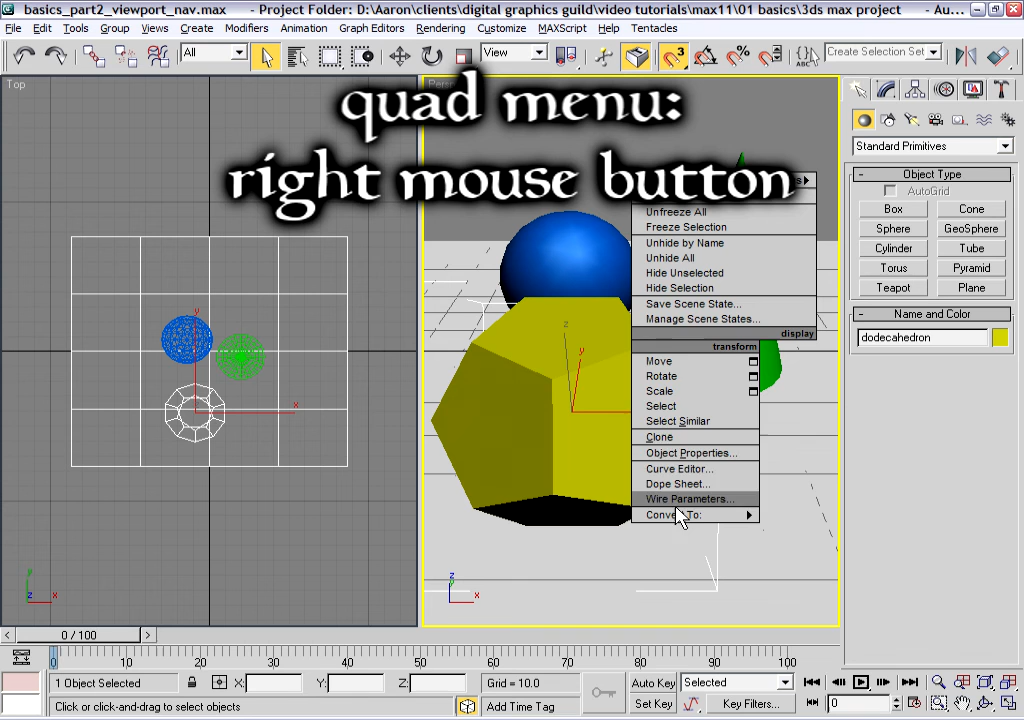 basics_part2_viewport_nav.max - Project Folder: D:\Aaron\clients\digital graphics guild\video tutorials\max11\01 basics\3ds max project - Au...
File Edit Tools Group Views Create Modifiers Animation Graph Editors Rendering Customize MAXScript Help Tentacles
All View 3 Create Selection Set
Top
Persp
quad menu:
right mouse button
Unfreeze All
Freeze Selection
Unhide by Name
Unhide All
Hide Unselected
Hide Selection
Save Scene State...
Manage Scene States...
display
transform
Move
Rotate
Scale
Select
Select Similar
Clone
Object Properties...
Curve Editor...
Dope Sheet...
Wire Parameters...
Convert To:
Standard Primitives
Object Type
AutoGrid
Box Cone
Sphere GeoSphere
Cylinder Tube
Torus Pyramid
Teapot Plane
Name and Color
dodecahedron
y
x
z
y
y
z x
z
y
x
0 / 100
0 10 20 30 40 50 60 70 80 90 100
1 Object Selected X: Y: Z: Grid = 10.0 Auto Key Selected
Click or click-and-drag to select objects Add Time Tag Set Key Key Filters... 0